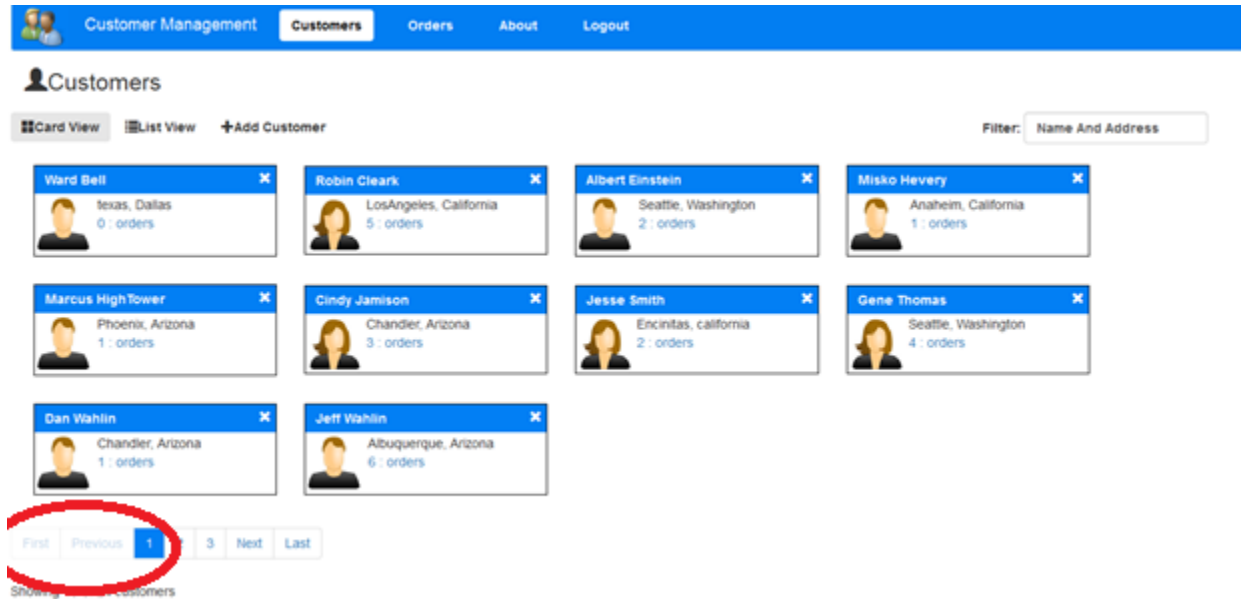 Customer Management Customers Orders About Logout
Customers
Card View List View +Add Customer Filter: Name And Address
Ward Bell
texas, Dallas
0 : orders
Robin Cleark
LosAngeles, California
5 : orders
Albert Einstein
Seattle, Washington
2 : orders
Misko Hevery
Anaheim, California
1 : orders
Marcus HighTower
Phoenix, Arizona
1 : orders
Cindy Jamison
Chandler, Arizona
3 : orders
Jesse Smith
Encinitas, california
2 : orders
Gene Thomas
Seattle, Washington
4 : orders
Dan Wahlin
Chandler, Arizona
1 : orders
Jeff Wahlin
Albuquerque, Arizona
6 : orders
First Previous 1 3 Next Last
Showing customers